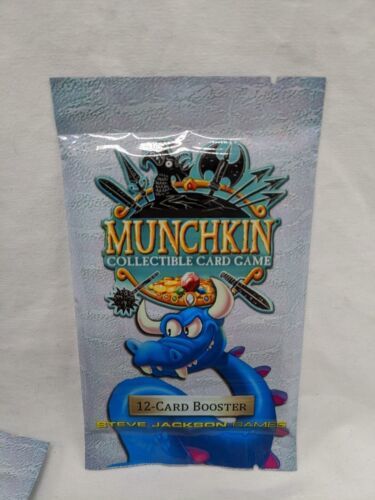 MUNCHKIN
COLLECTIBLE CARD GAME
12-CARD BOOSTER
STEVE JACKSON GAMES